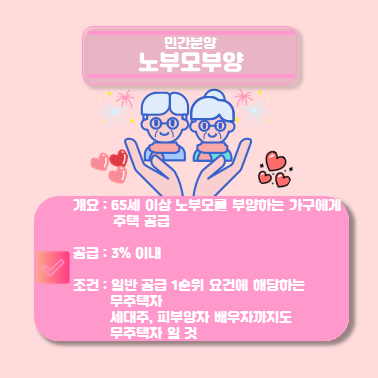 민간분양
노부모부양
개요 : 65세 이상 노부모를 부양하는 가구에게
주택 공급
공급 : 3% 이내
조건 : 일반 공급 1순위 요건에 해당하는
무주택자
세대주, 피부양자 배우자까지도
무주택자 일 것